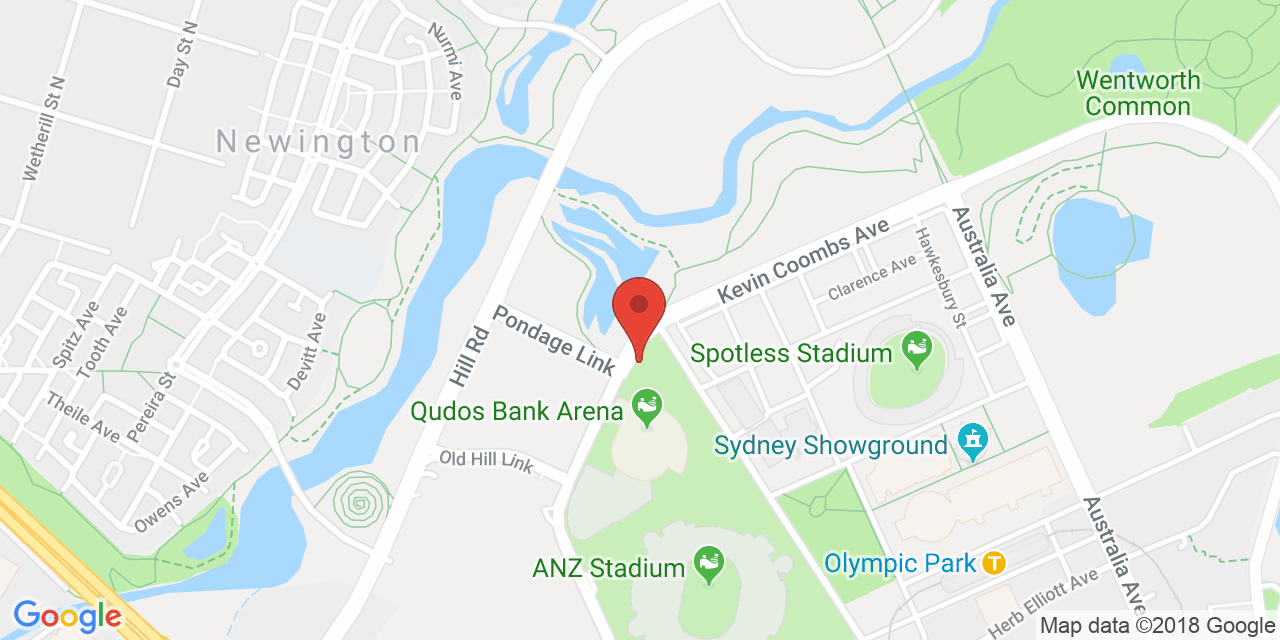 Nurmi Ave
Day St N
Wetherill St N
Newington
Wentworth
Common
Kevin Coombs Ave
Australia Ave
Hawkesbury St
Clarence Ave
Spitz Ave
Tooth Ave
Devitt Ave
Hill Rd
Pondage Link
Spotless Stadium
Theile Ave
Pereira St
Qudos Bank Arena
Sydney Showground
Old Hill Link
Owens Ave
Australia Ave
ANZ Stadium
Olympic Park
T
Herb Elliott Ave
Google
Map data ©2018 Google